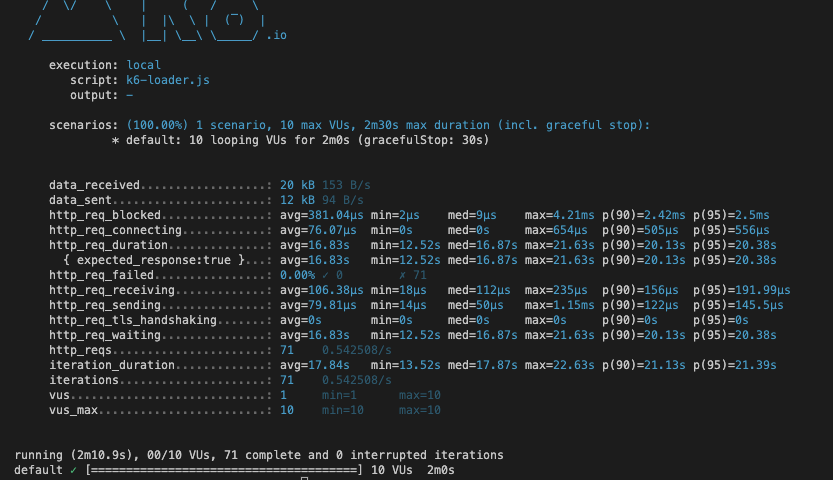 / \/ \ | ( / \
/ \ | |\ \ | (‾) |
/ __________ \ |__| \__\ \_____/ .io
execution: local
script: k6-loader.js
output: -
scenarios: (100.00%) 1 scenario, 10 max VUs, 2m30s max duration (incl. graceful stop):
* default: 10 looping VUs for 2m0s (gracefulStop: 30s)
data_received..................: 20 kB 153 B/s
data_sent......................: 12 kB 94 B/s
http_req_blocked...............: avg=381.04µs min=2µs med=9µs max=4.21ms p(90)=2.42ms p(95)=2.5ms
http_req_connecting............: avg=76.07µs min=0s med=0s max=654µs p(90)=505µs p(95)=556µs
http_req_duration..............: avg=16.83s min=12.52s med=16.87s max=21.63s p(90)=20.13s p(95)=20.38s
{ expected_response:true }...: avg=16.83s min=12.52s med=16.87s max=21.63s p(90)=20.13s p(95)=20.38s
http_req_failed................: 0.00% ✓ 0 ✗ 71
http_req_receiving.............: avg=106.38µs min=18µs med=112µs max=235µs p(90)=156µs p(95)=191.99µs
http_req_sending...............: avg=79.81µs min=14µs med=50µs max=1.15ms p(90)=122µs p(95)=145.5µs
http_req_tls_handshaking.......: avg=0s min=0s med=0s max=0s p(90)=0s p(95)=0s
http_req_waiting...............: avg=16.83s min=12.52s med=16.87s max=21.63s p(90)=20.13s p(95)=20.38s
http_reqs......................: 71 0.542508/s
iteration_duration.............: avg=17.84s min=13.52s med=17.87s max=22.63s p(90)=21.13s p(95)=21.39s
iterations.....................: 71 0.542508/s
vus............................: 1 min=1 max=10
vus_max........................: 10 min=10 max=10
running (2m10.9s), 00/10 VUs, 71 complete and 0 interrupted iterations
default ✓ [======================================] 10 VUs 2m0s